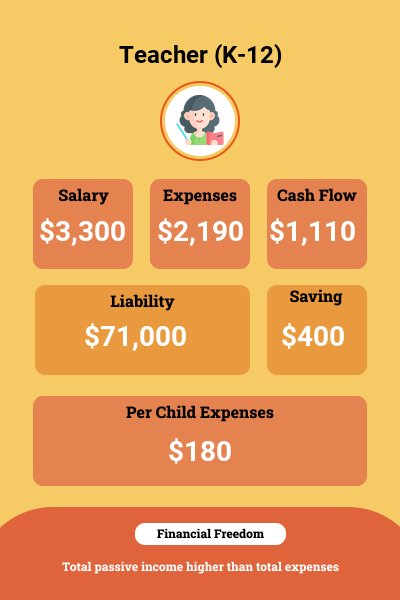 Teacher (K-12)
Salary Expenses Cash Flow
$3,300 $2,190 $1,110
Liability Saving
$71,000 $400
Per Child Expenses
$180
Financial Freedom
Total passive income higher than total expenses